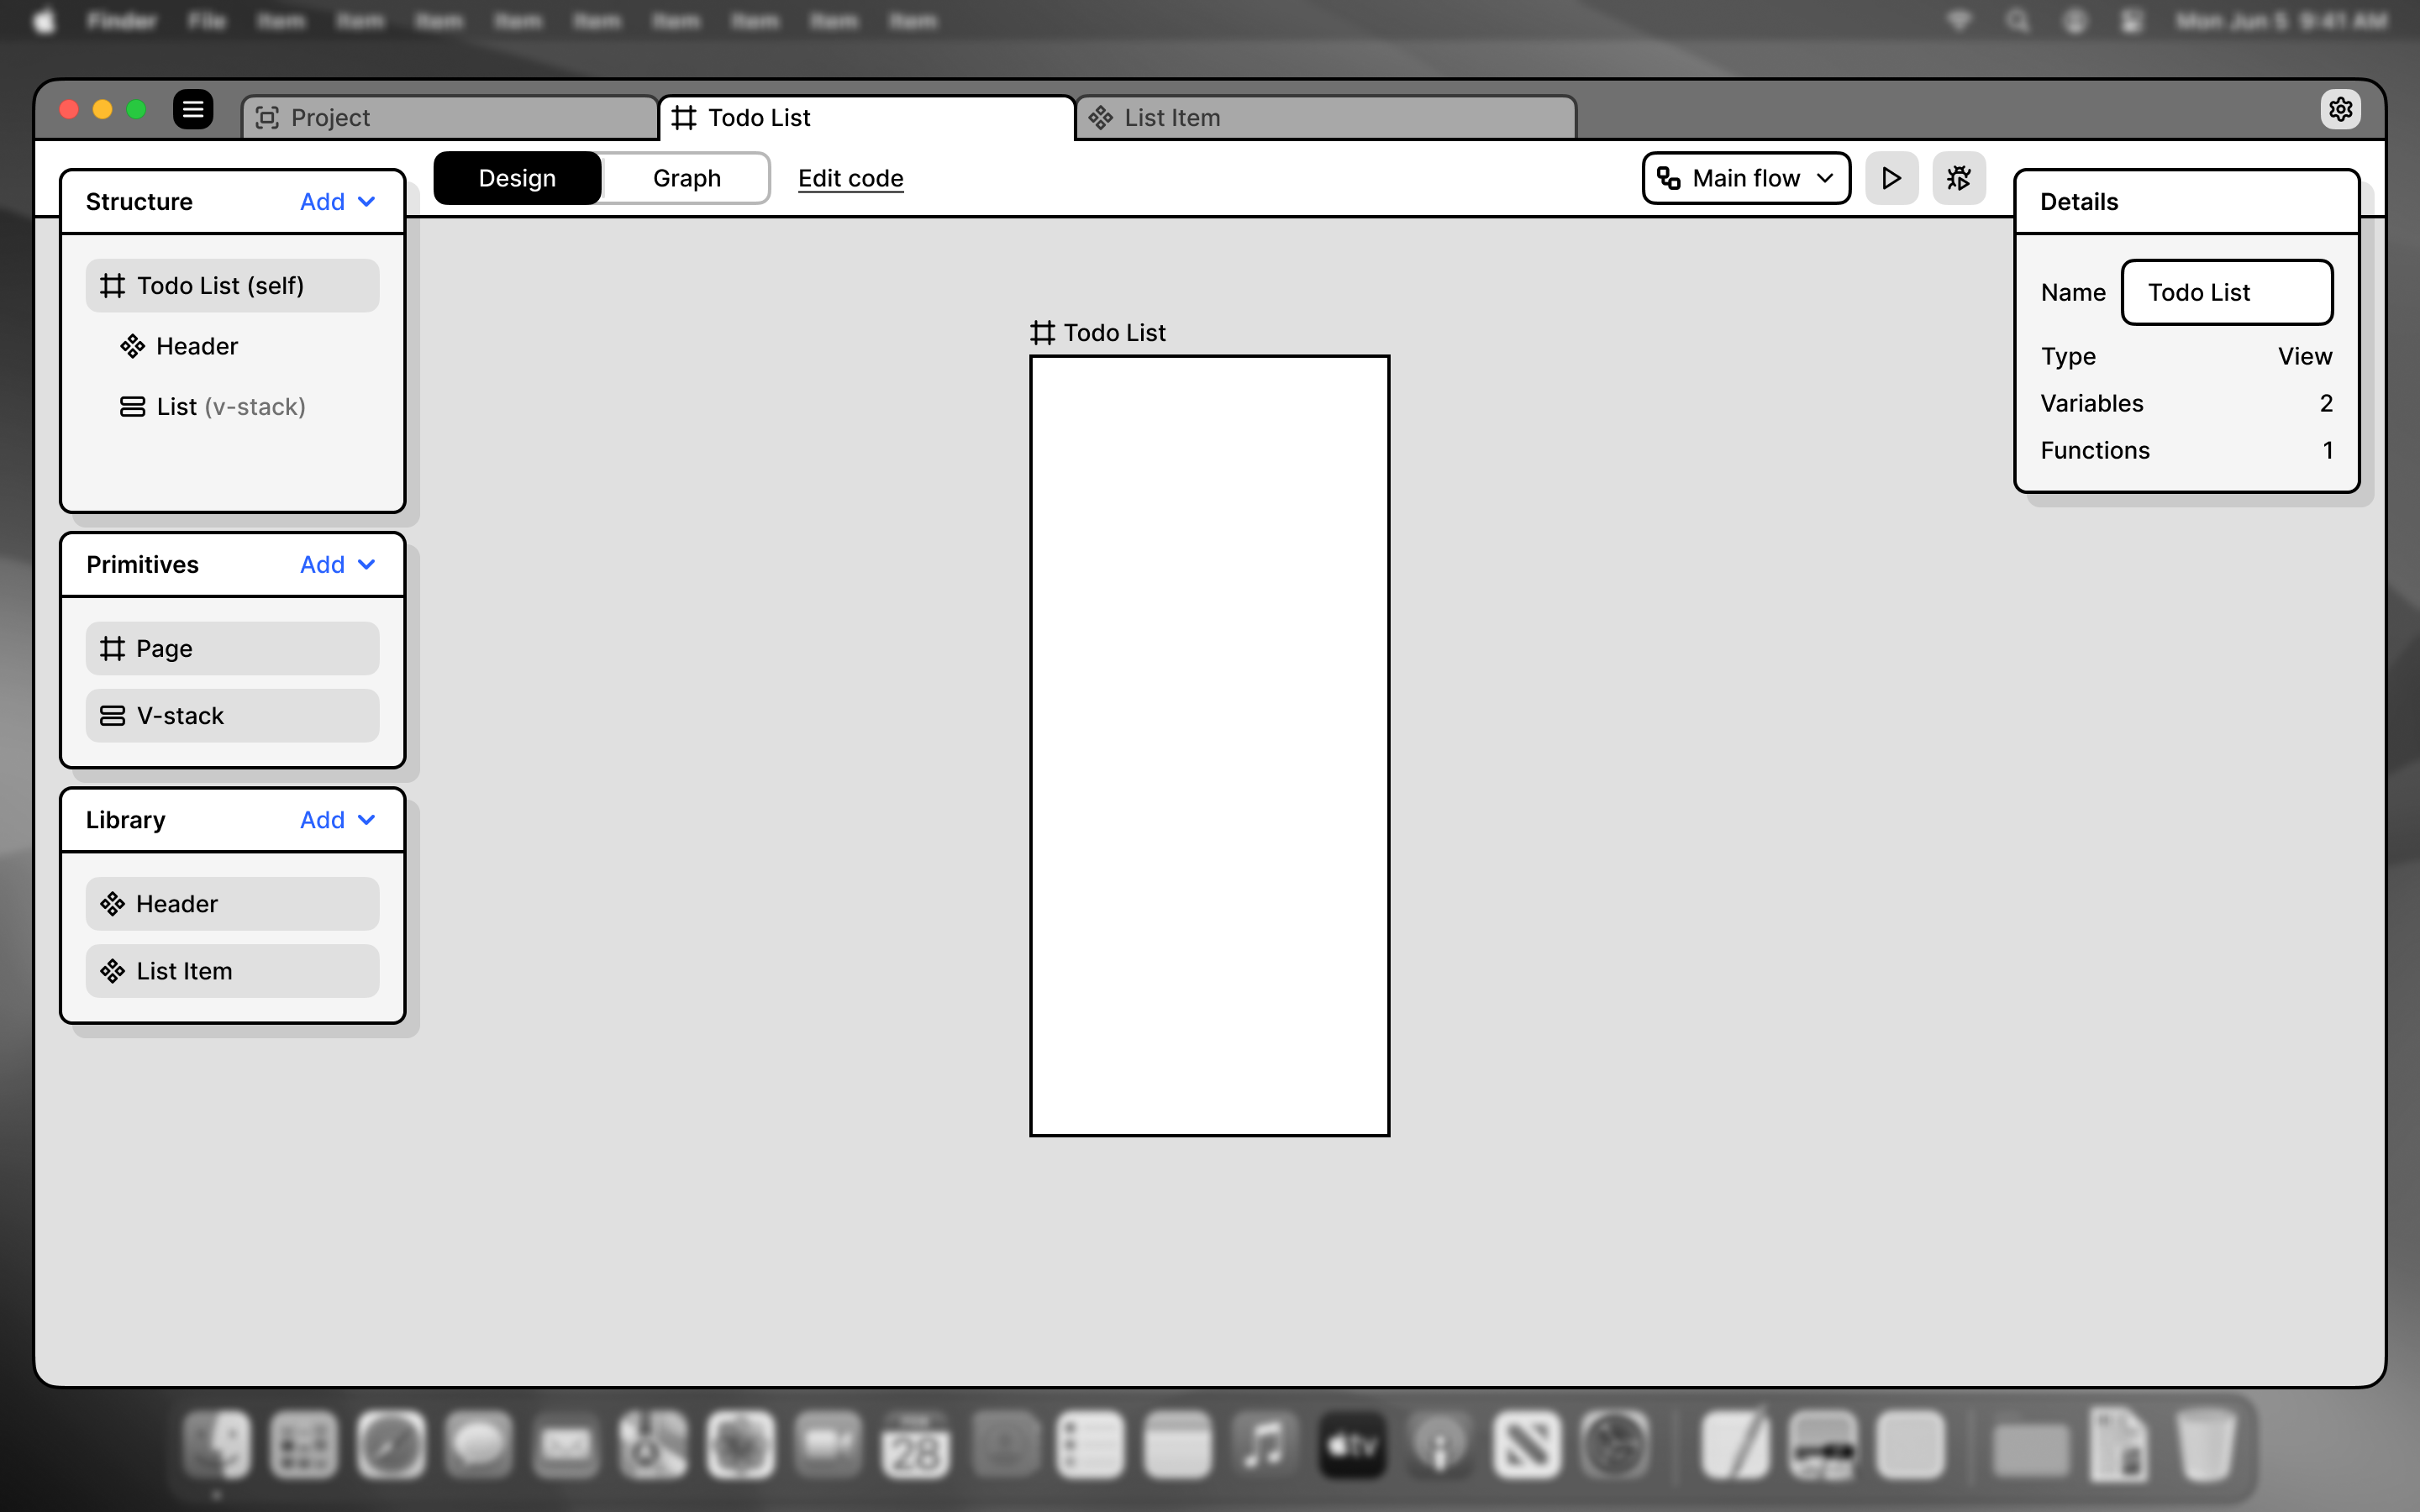 Finder File Item Item Item Item Item Item Item Item Item
Mon Jun 5 9:41 AM
Project
Todo List
List Item
Design
Graph
Edit code
Main flow
Structure
Add
Todo List (self)
Header
List (v-stack)
Primitives
Add
Page
V-stack
Library
Add
Header
List Item
Todo List
Details
Name
Todo List
Type
View
Variables
2
Functions
1
28
tv